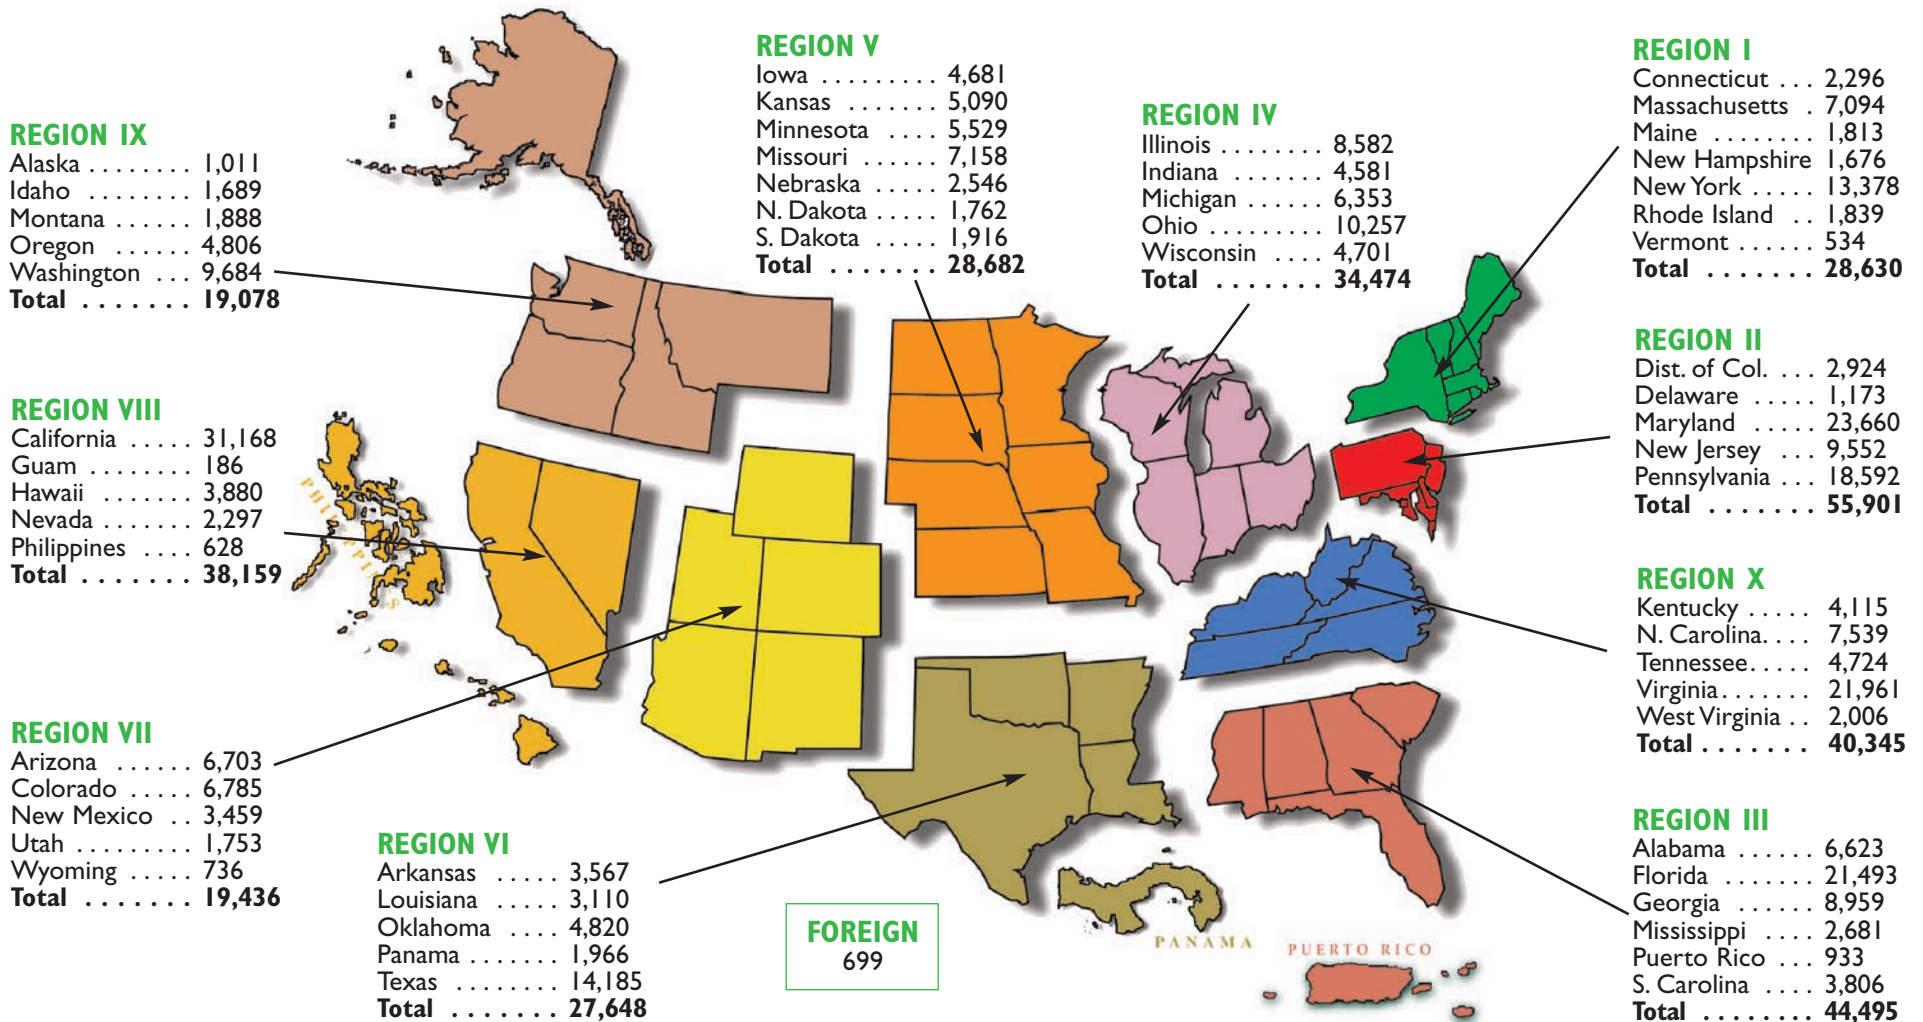 REGION IX
Alaska . . . . . . . . 1,011
Idaho . . . . . . . . 1,689
Montana . . . . . . . 1,888
Oregon . . . . . . 4,806
Washington . . . 9,684
Total . . . . . . . 19,078
REGION VIII
California . . . . . 31,168
Guam . . . . . . . . 186
Hawaii . . . . . . . 3,880
Nevada . . . . . . . 2,297
Philippines . . . . 628
Total . . . . . . . 38,159
REGION VII
Arizona . . . . . . 6,703
Colorado . . . . . 6,785
New Mexico . . 3,459
Utah . . . . . . . . . 1,753
Wyoming . . . . . 736
Total . . . . . . . 19,436
REGION VI
Arkansas . . . . . 3,567
Louisiana . . . . . 3,110
Oklahoma . . . . 4,820
Panama . . . . . . . 1,966
Texas . . . . . . . . 14,185
Total . . . . . . . 27,648
REGION V
Iowa . . . . . . . . . 4,681
Kansas . . . . . . . 5,090
Minnesota . . . . 5,529
Missouri . . . . . . 7,158
Nebraska . . . . . 2,546
N. Dakota . . . . . 1,762
S. Dakota . . . . . 1,916
Total . . . . . . . 28,682
REGION IV
Illinois . . . . . . . . 8,582
Indiana . . . . . . . 4,581
Michigan . . . . . . 6,353
Ohio . . . . . . . . . 10,257
Wisconsin . . . . 4,701
Total . . . . . . . 34,474
REGION I
Connecticut . . . 2,296
Massachusetts . 7,094
Maine . . . . . . . . 1,813
New Hampshire 1,676
New York . . . . . 13,378
Rhode Island . . 1,839
Vermont . . . . . . 534
Total . . . . . . . 28,630
REGION II
Dist. of Col. . . . 2,924
Delaware . . . . . 1,173
Maryland . . . . . 23,660
New Jersey . . . 9,552
Pennsylvania . . . 18,592
Total . . . . . . . 55,901
REGION X
Kentucky . . . . . 4,115
N. Carolina. . . . 7,539
Tennessee. . . . . 4,724
Virginia . . . . . . . 21,961
West Virginia . . 2,006
Total . . . . . . . 40,345
REGION III
Alabama . . . . . . 6,623
Florida . . . . . . . 21,493
Georgia . . . . . . 8,959
Mississippi . . . . 2,681
Puerto Rico . . . 933
S. Carolina . . . . 3,806
Total . . . . . . . . 44,495
FOREIGN
699
PHILIPPINES
PANAMA
PUERTO RICO